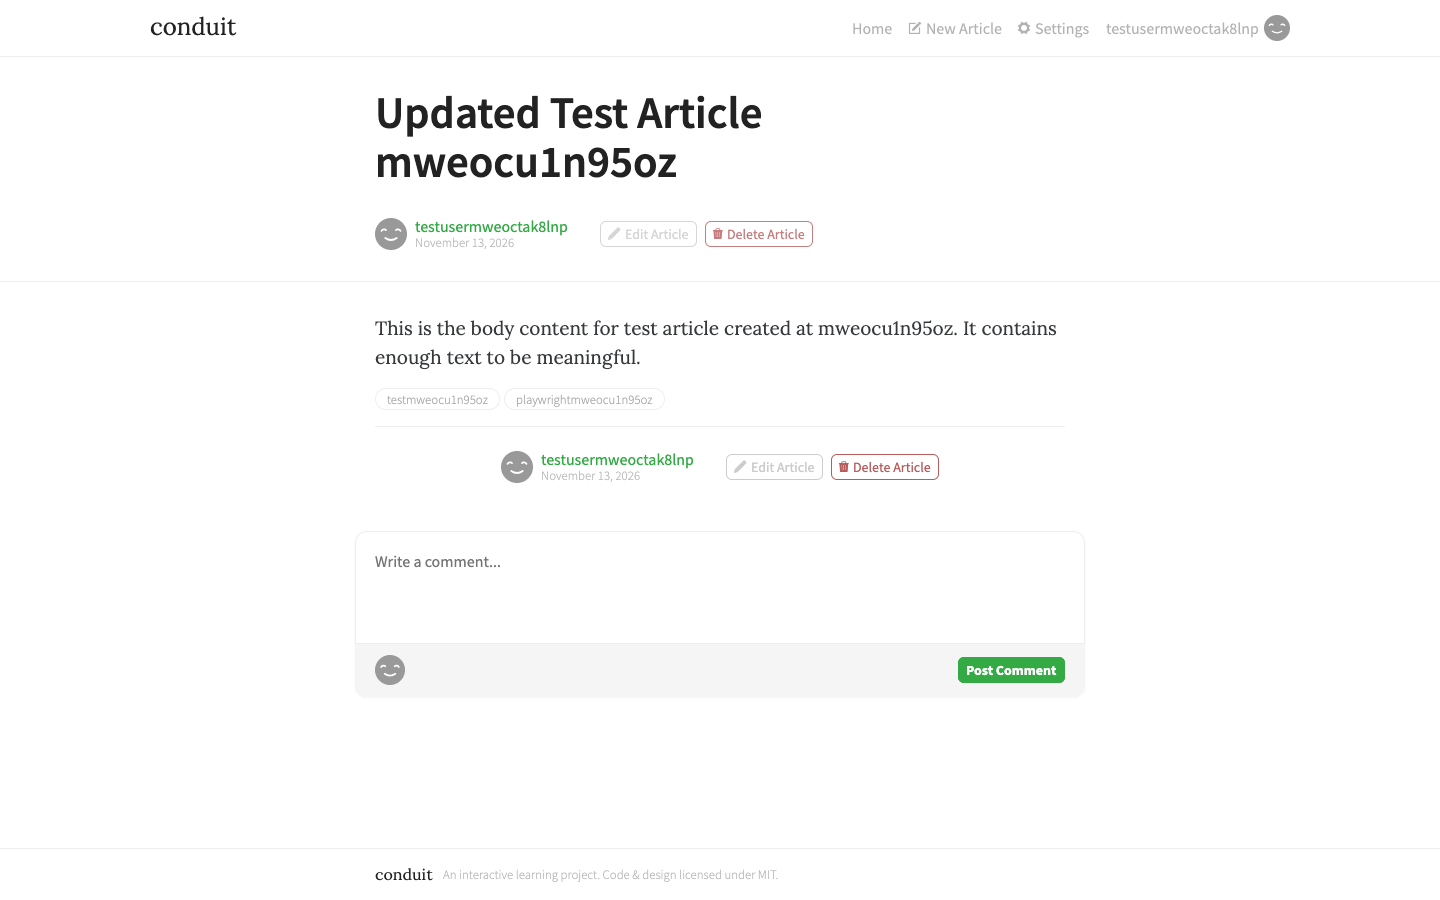 conduit
Home New Article Settings testusermweoctak8lnp
Updated Test Article
mweocu1n95oz
testusermweoctak8lnp
November 13, 2026
Edit Article Delete Article
This is the body content for test article created at mweocu1n95oz. It contains
enough text to be meaningful.
testmweocu1n95oz playwrightmweocu1n95oz
testusermweoctak8lnp
November 13, 2026
Edit Article Delete Article
Write a comment...
Post Comment
conduit An interactive learning project. Code & design licensed under MIT.